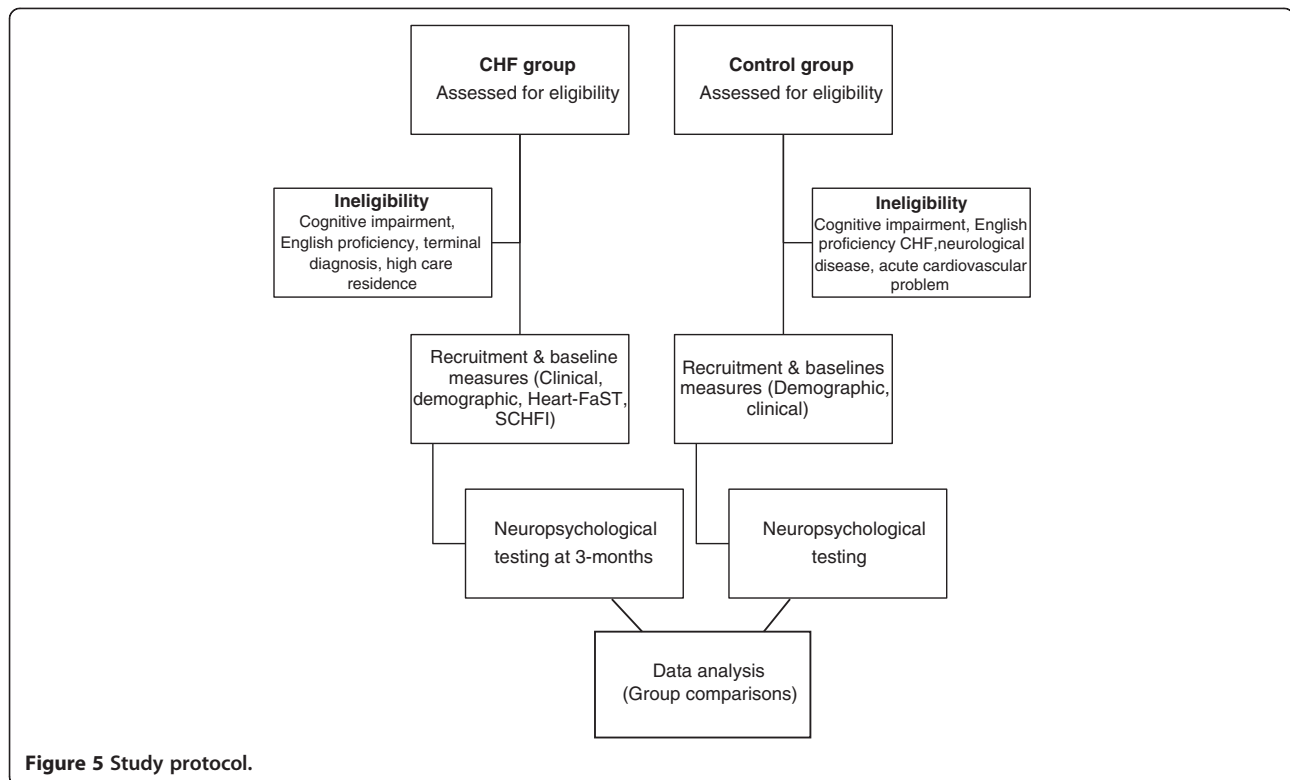 CHF group
Assessed for eligibility
Control group
Assessed for eligibility
Ineligibility
Cognitive impairment,
English proficiency, terminal
diagnosis, high care
residence
Ineligibility
Cognitive impairment, English
proficiency CHF,neurological
disease, acute cardiovascular
problem
Recruitment & baseline
measures (Clinical,
demographic, Heart-FaST,
SCHFI)
Recruitment & baselines
measures (Demographic,
clinical)
Neuropsychological
testing at 3-months
Neuropsychological
testing
Data analysis
(Group comparisons)
Figure 5 Study protocol.